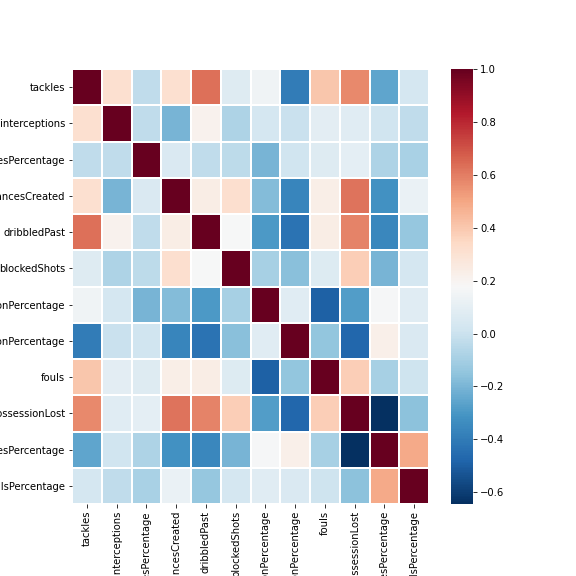 tackles
interceptions
esPercentage
ancesCreated
dribbledPast
blockedShots
onPercentage
onPercentage
fouls
ossessionLost
esPercentage
lsPercentage
1.0
0.8
0.6
0.4
0.2
0.0
−0.2
−0.4
−0.6
tackles
nterceptions
esPercentage
ncesCreated
dribbledPast
blockedShots
onPercentage
onPercentage
fouls
ssessionLost
esPercentage
lsPercentage